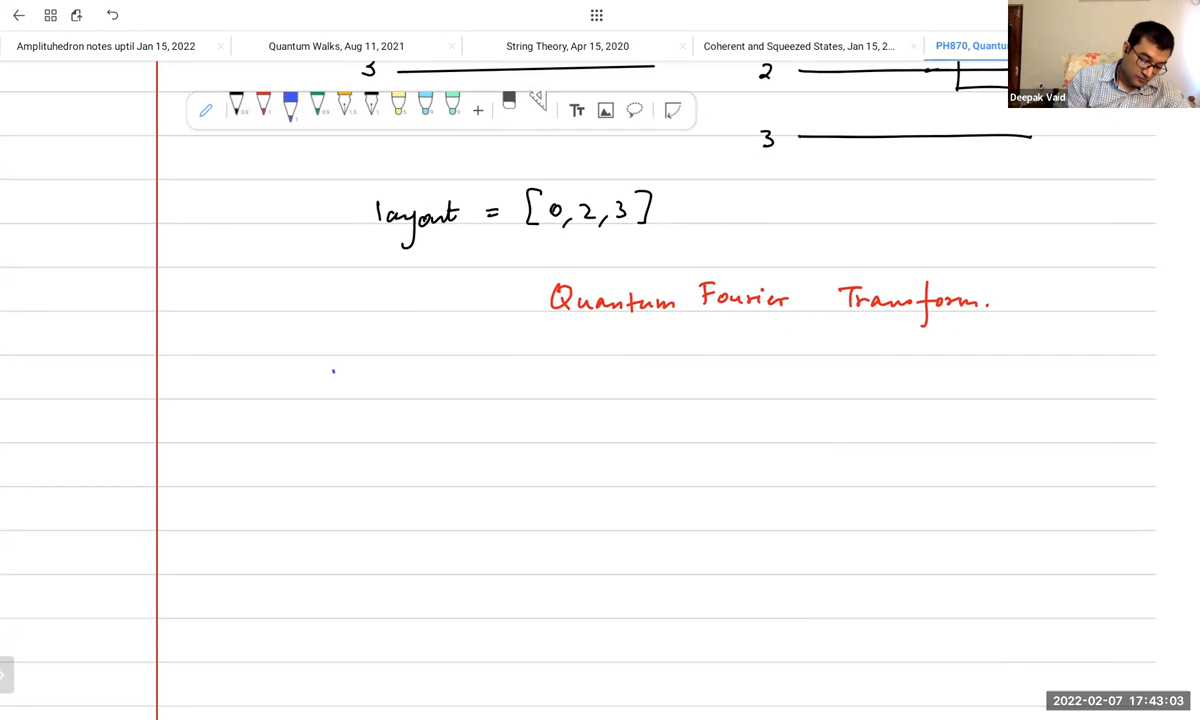 Amplituhedron notes uptil Jan 15, 2022
Quantum Walks, Aug 11, 2021
String Theory, Apr 15, 2020
Coherent and Squeezed States, Jan 15, 2...
PH870, Quantu
Deepak Vaid
3
2
Tт
3
layout = [0, 2, 3]
Quantum Fourier Transform.
2022-02-07 17:43:03